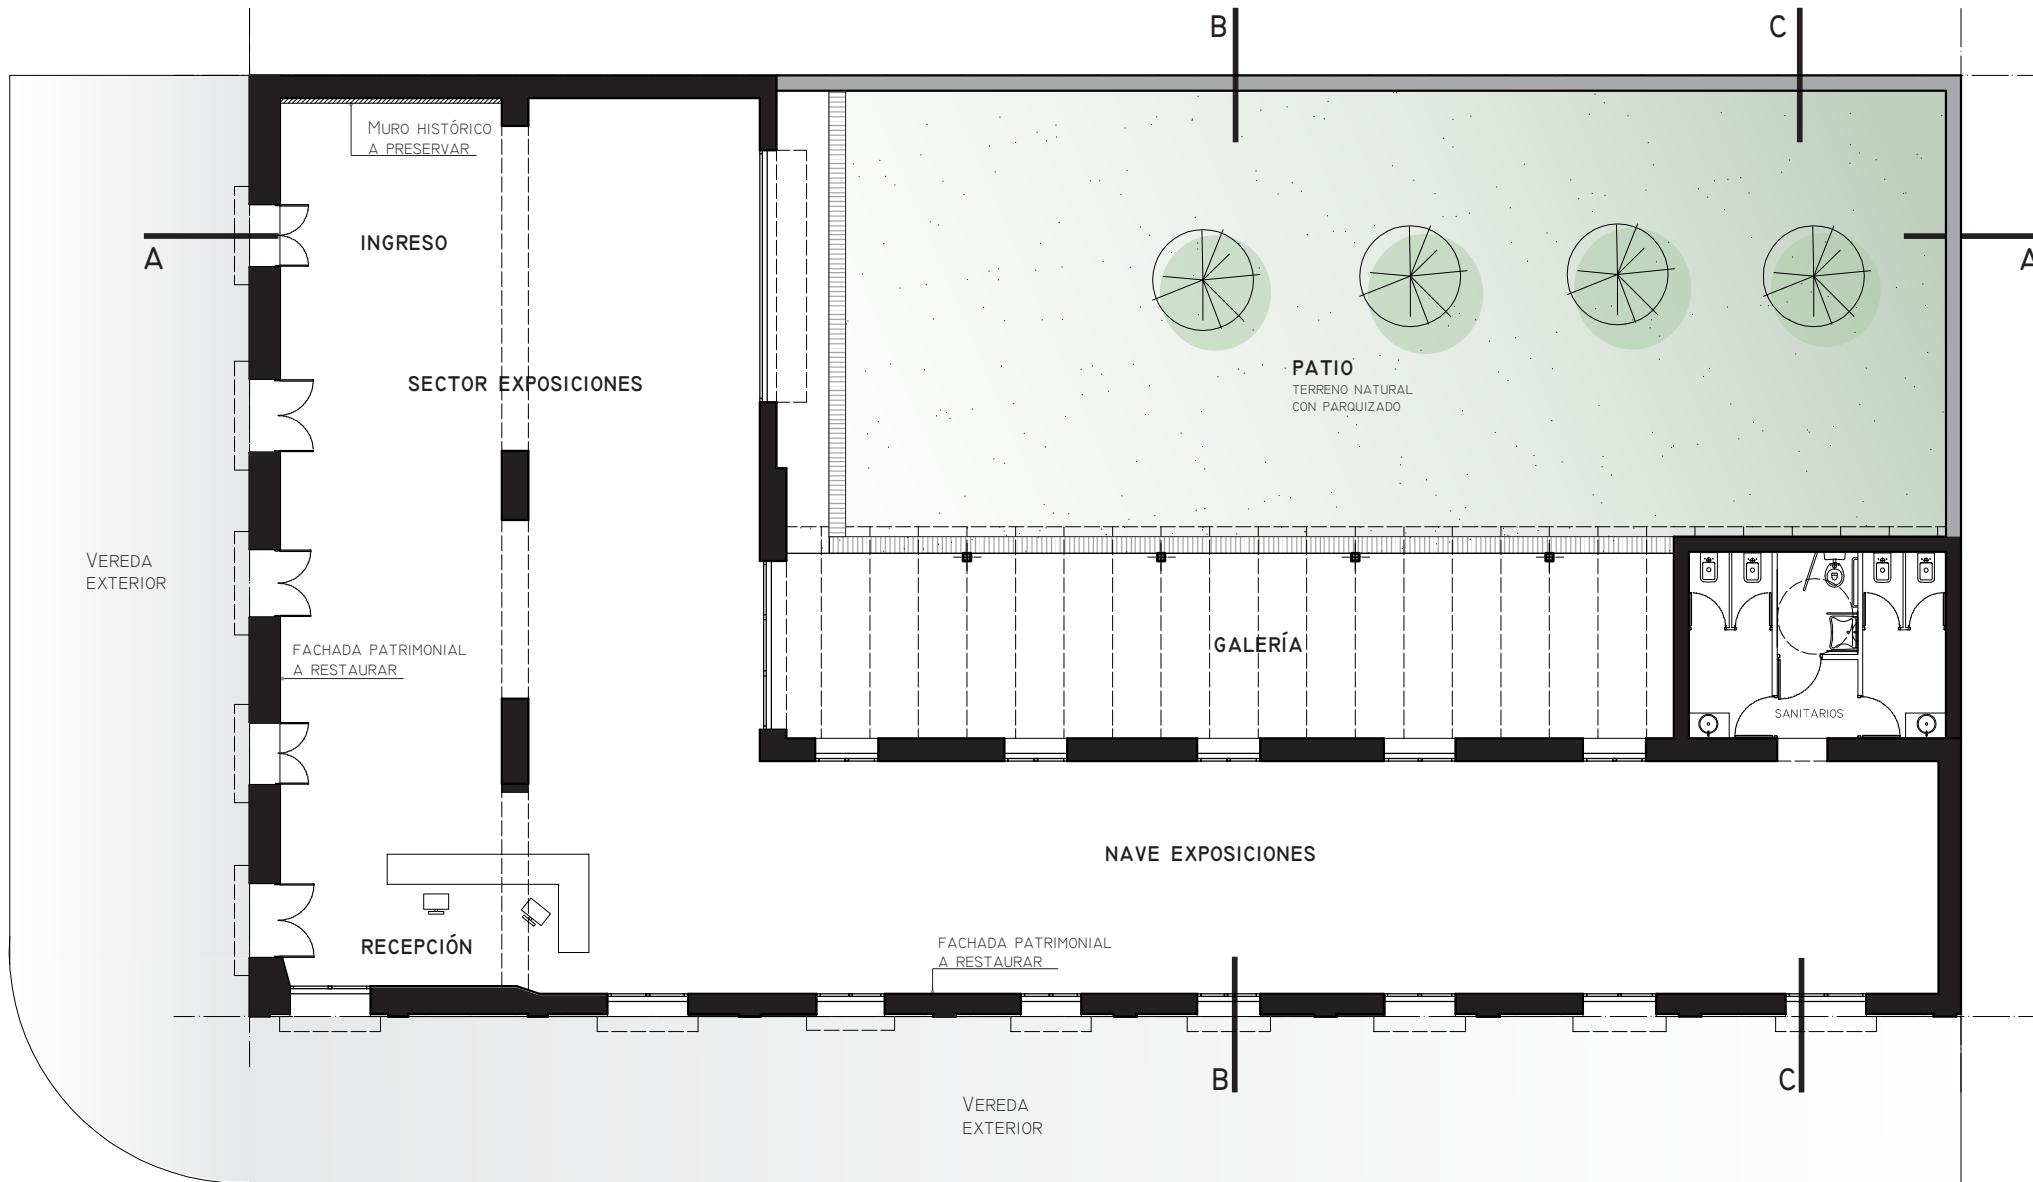 B
C
MURO HISTÓRICO
A PRESERVAR
INGRESO
A
A
SECTOR EXPOSICIONES
PATIO
TERRENO NATURAL
CON PARQUIZADO
VEREDA
EXTERIOR
FACHADA PATRIMONIAL
A RESTAURAR
GALERÍA
SANITARIOS
NAVE EXPOSICIONES
RECEPCIÓN
FACHADA PATRIMONIAL
A RESTAURAR
B
C
VEREDA
EXTERIOR